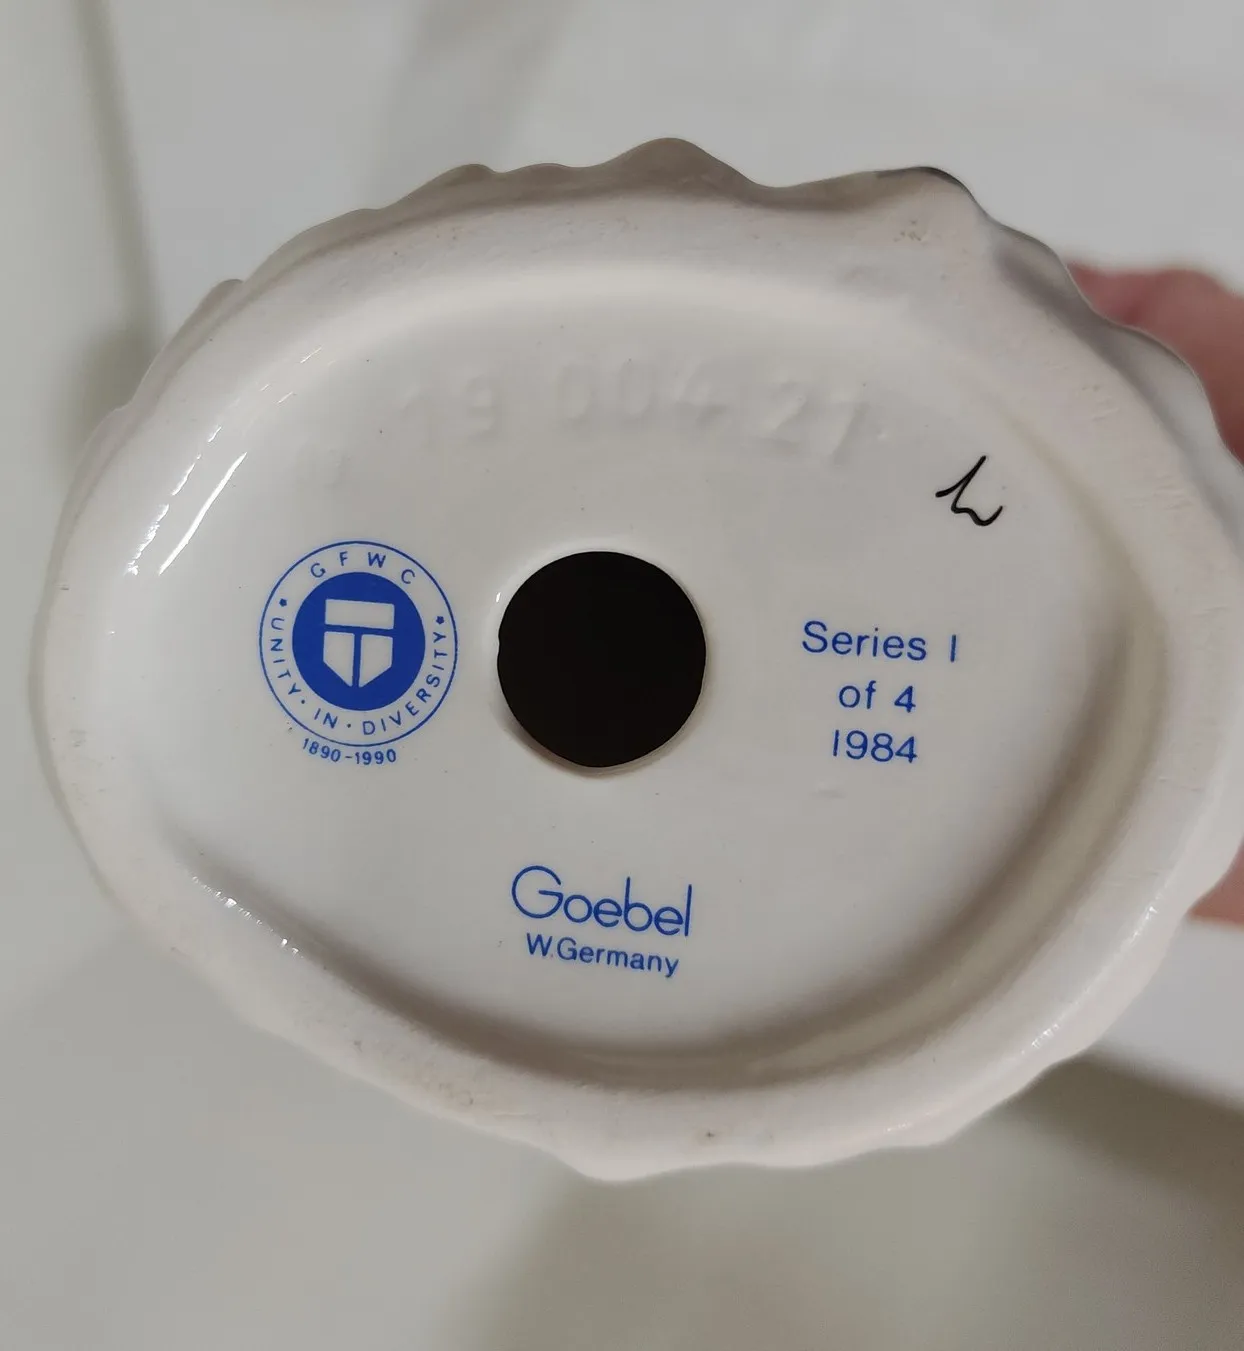 GFWC
UNITY · IN · DIVERSITY
1890-1990
Series I
of 4
1984
Goebel
W.Germany